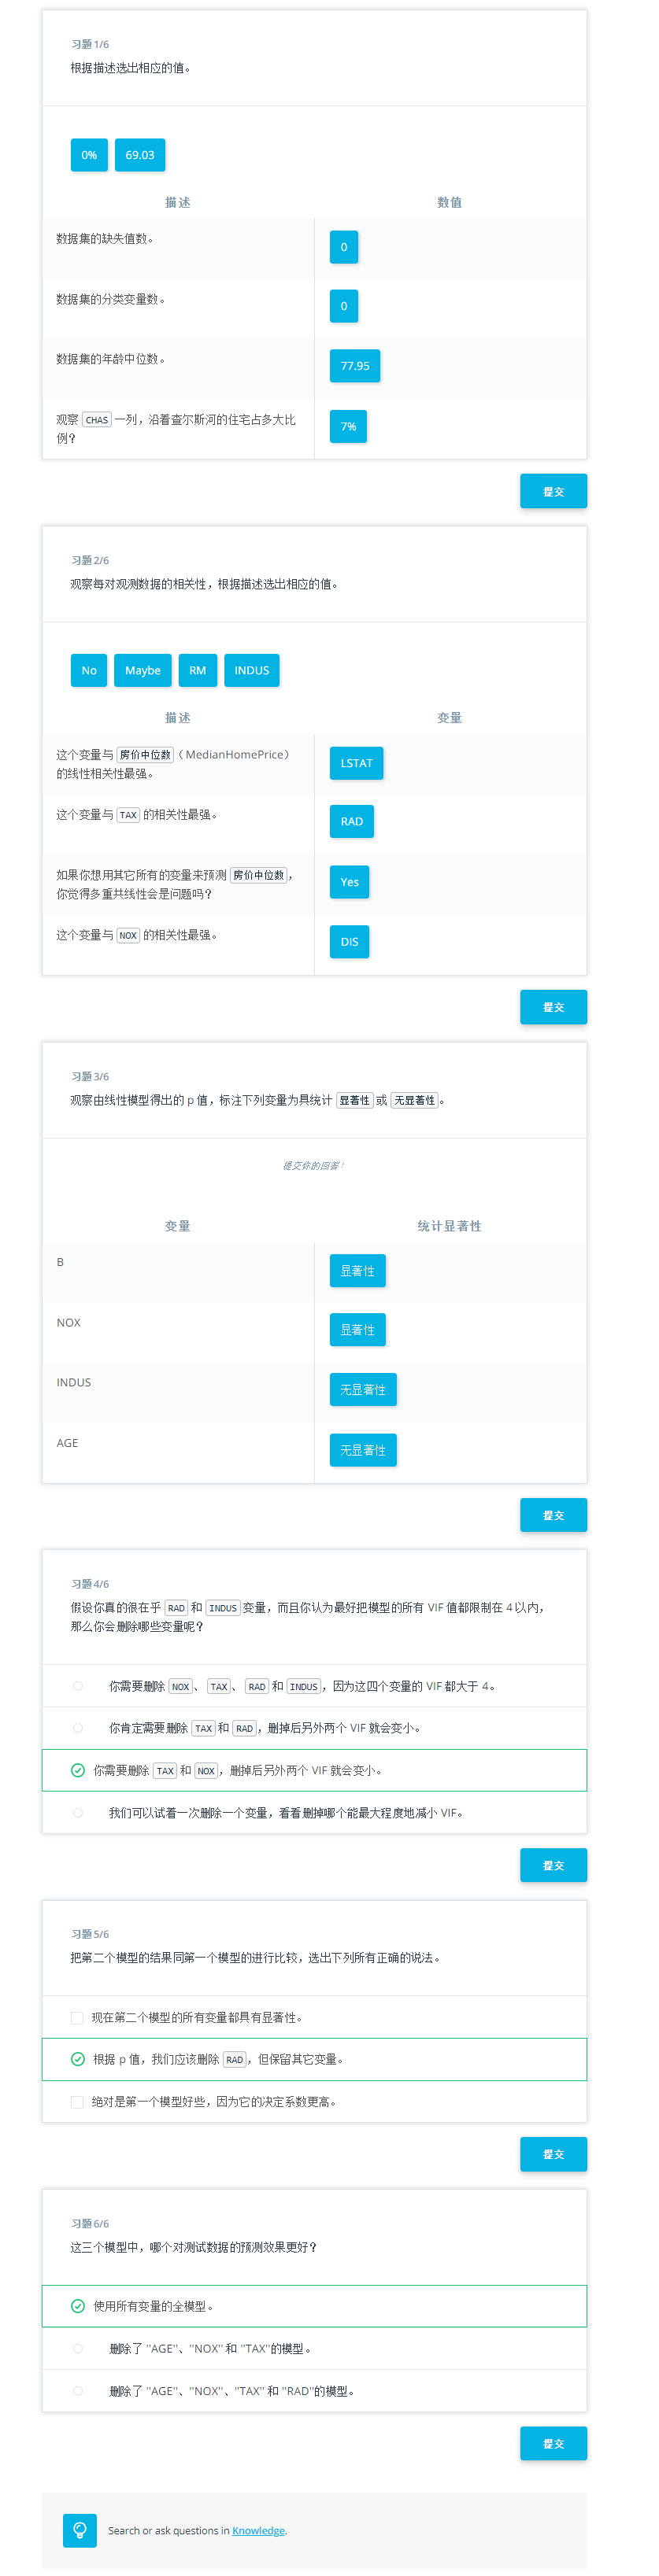 习题 1/6
根据描述选出相应的值。
0% 69.03
描述 数值
数据集的缺失值数。 0
数据集的分类变量数。 0
数据集的年龄中位数。 77.95
观察 CHAS 一列，沿着查尔斯河的住宅占多大比
例？ 7%
提交
习题 2/6
观察每对观测数据的相关性，根据描述选出相应的值。
No Maybe RM INDUS
描述 变量
这个变量与 房价中位数（MedianHomePrice）
的线性相关性最强。 LSTAT
这个变量与 TAX 的相关性最强。 RAD
如果你想用其它所有的变量来预测 房价中位数，
你觉得多重共线性会是问题吗？ Yes
这个变量与 NOX 的相关性最强。 DIS
提交
习题 3/6
观察由线性模型得出的 p 值，标注下列变量为具统计 显著性 或 无显著性。
提交你的回答！
变量 统计显著性
B 显著性
NOX 显著性
INDUS 无显著性
AGE 无显著性
提交
习题 4/6
假设你真的很在乎 RAD 和 INDUS 变量，而且你认为最好把模型的所有 VIF 值都限制在 4 以内，
那么你会删除哪些变量呢？
你需要删除 NOX、 TAX、 RAD 和 INDUS，因为这四个变量的 VIF 都大于 4。
你肯定需要删除 TAX 和 RAD，删掉后另外两个 VIF 就会变小。
你需要删除 TAX 和 NOX，删掉后另外两个 VIF 就会变小。
我们可以试着一次删除一个变量，看看删掉哪个能最大程度地减小 VIF。
提交
习题 5/6
把第二个模型的结果同第一个模型的进行比较，选出下列所有正确的说法。
现在第二个模型的所有变量都具有显著性。
根据 p 值，我们应该删除 RAD，但保留其它变量。
绝对是第一个模型好些，因为它的决定系数更高。
提交
习题 6/6
这三个模型中，哪个对测试数据的预测效果更好？
使用所有变量的全模型。
删除了 "AGE"、"NOX" 和 "TAX"的模型。
删除了 "AGE"、"NOX"、"TAX" 和 "RAD"的模型。
提交
Search or ask questions in Knowledge.